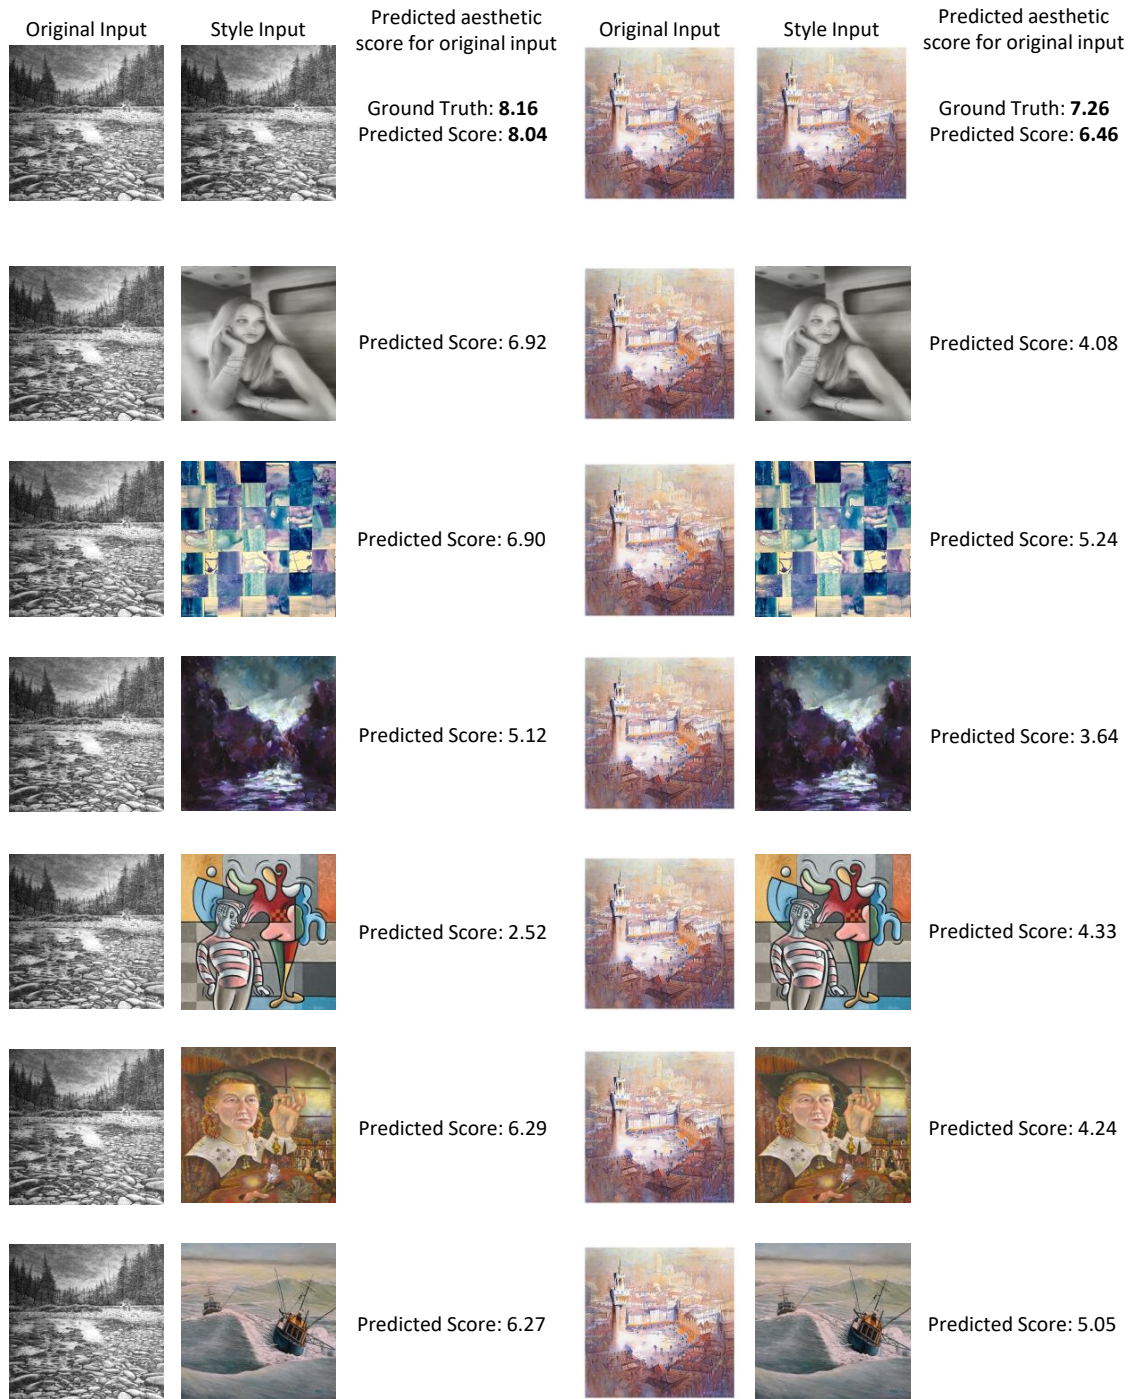 Original Input
Style Input
Predicted aesthetic
score for original input
Original Input
Style Input
Predicted aesthetic
score for original input
Ground Truth: 8.16
Predicted Score: 8.04
Ground Truth: 7.26
Predicted Score: 6.46
Predicted Score: 6.92
Predicted Score: 4.08
Predicted Score: 6.90
Predicted Score: 5.24
Predicted Score: 5.12
Predicted Score: 3.64
Predicted Score: 2.52
Predicted Score: 4.33
Predicted Score: 6.29
Predicted Score: 4.24
Predicted Score: 6.27
Predicted Score: 5.05